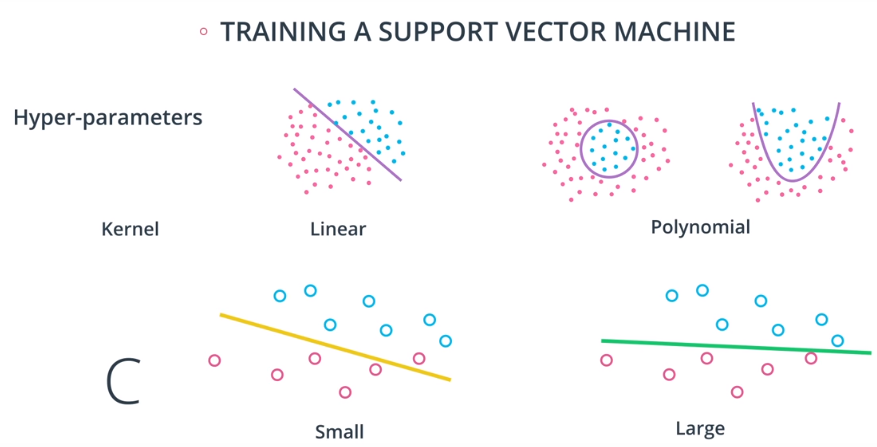 TRAINING A SUPPORT VECTOR MACHINE
Hyper-parameters
Kernel
Linear
Polynomial
C
Small
Large